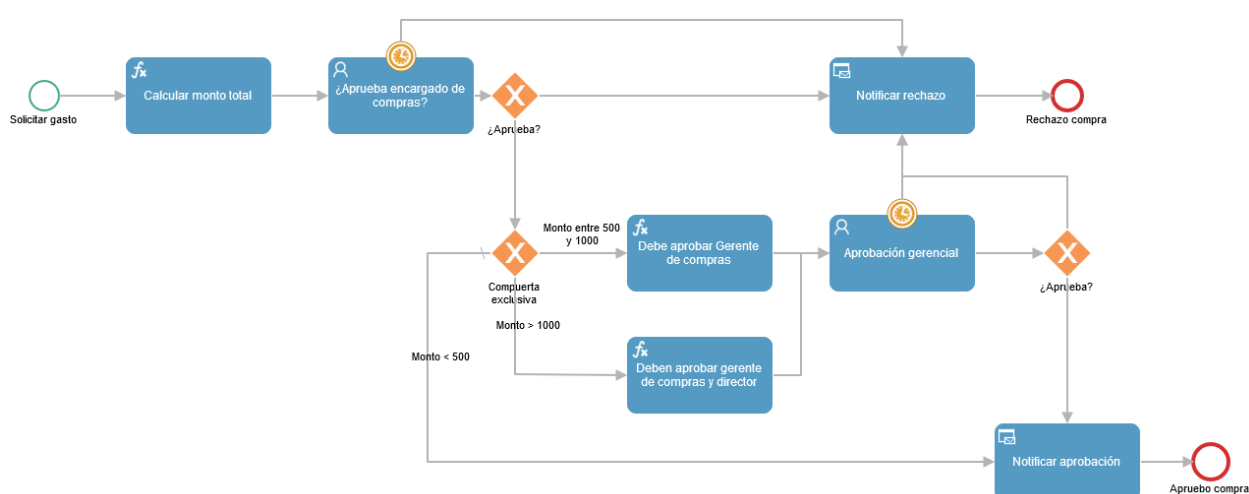 Solicitar gasto
Calcular monto total
¿Aprueba encargado de
compras?
¿Aprueba?
Notificar rechazo
Rechazo compra
Monto entre 500
y 1000
Compuerta
exclusiva
Debe aprobar Gerente
de compras
Aprobación gerencial
¿Aprueba?
Monto > 1000
Monto < 500
Deben aprobar gerente
de compras y director
Notificar aprobación
Apruebo compra